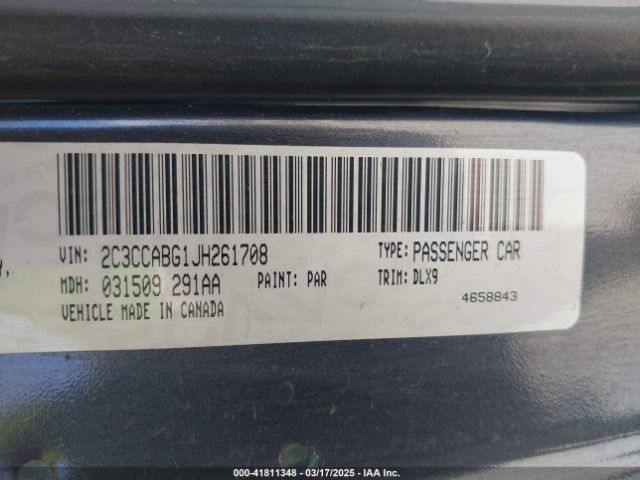 VIN: 2C3CCABG1JH261708 TYPE: PASSENGER CAR
MDH: 031509 291AA PAINT: PAR TRIM: DLX9
VEHICLE MADE IN CANADA 4658843
000-41811348 - 03/17/2025 - IAA Inc.